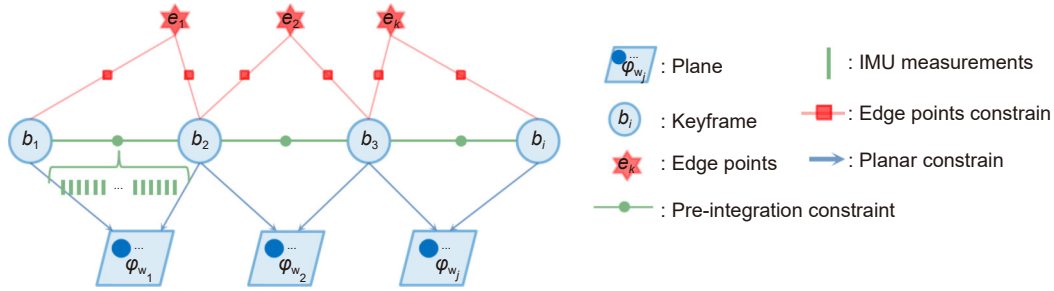 e1 e2 ek
b1 b2 b3 bi
...
... ... ...
φw1 φw2 φwj
...
φwj : Plane
: IMU measurements
bi : Keyframe
: Edge points constrain
ek : Edge points
: Planar constrain
: Pre-integration constraint